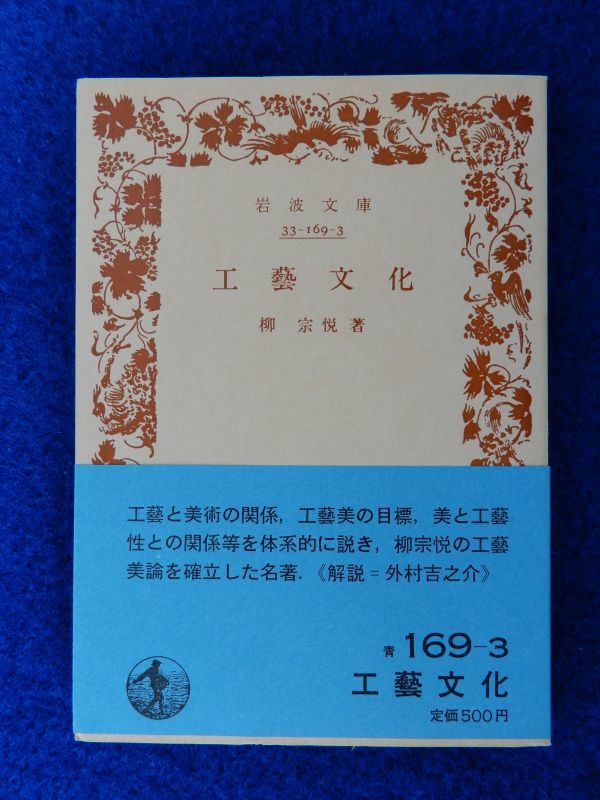 岩波文庫
33-169-3
工藝文化
柳 宗悦著
工藝と美術の関係，工藝美の目標，美と工藝
性との関係等を体系的に説き，柳宗悦の工藝
美論を確立した名著．《解説＝外村吉之介》
青 169-3
工藝文化
定価500円